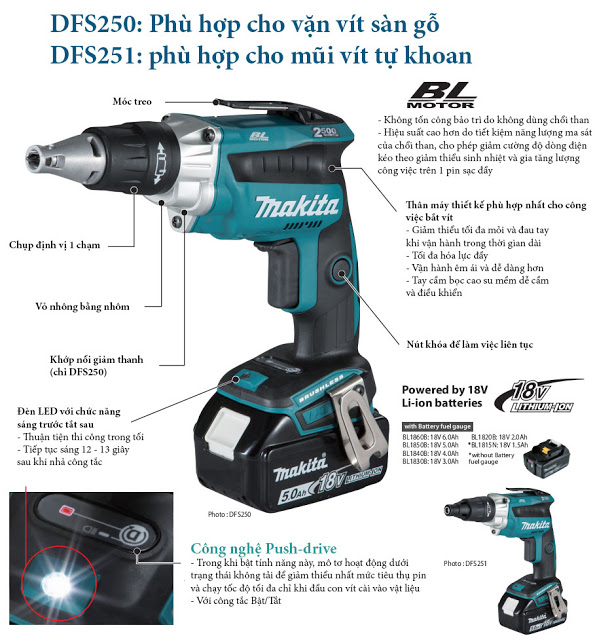 DFS250: Phù hợp cho vặn vít sàn gỗ
DFS251: phù hợp cho mũi vít tự khoan
Móc treo
BL
MOTOR
- Không tốn công bảo trì do không dùng chổi than
- Hiệu suất cao hơn do tiết kiệm năng lượng ma sát
của chổi than, cho phép giảm cường độ dòng điện
kéo theo giảm thiểu sinh nhiệt và gia tăng lượng
công việc trên 1 pin sạc đầy
BL
MOTOR
2500
Thân máy thiết kế phù hợp nhất cho công
việc bắt vít
- Giảm thiểu tối đa mỏi và đau tay
khi vận hành trong thời gian dài
- Tối đa hóa lực đẩy
- Vận hành êm ái và dễ dàng hơn
- Tay cầm bọc cao su mềm dễ cầm
và điều khiển
makita
Chụp định vị 1 chạm
Vỏ nhông bằng nhôm
Nút khóa để làm việc liên tục
Khớp nối giảm thanh
(chỉ DFS250)
BRUSHLESS
Powered by 18V
Li-ion batteries
18V
LITHIUM-ION
Đèn LED với chức năng
sáng trước tắt sau
- Thuận tiện thi công trong tối
- Tiếp tục sáng 12 - 13 giây
sau khi nhả công tắc
with Battery fuel gauge
BL1860B: 18V 6.0Ah
BL1850B: 18V 5.0Ah
BL1840B: 18V 4.0Ah
BL1830B: 18V 3.0Ah
BL1820B: 18V 2.0Ah
*BL1815N: 18V 1.5Ah
*without Battery
fuel gauge
makita
5.0Ah 18V
LITHIUM-ION
Photo : DFS250
Công nghệ Push-drive
- Trong khi bật tính năng này, mô tơ hoạt động dưới
trạng thái không tải để giảm thiểu nhất mức tiêu thụ pin
và chạy tốc độ tối đa chỉ khi đầu con vít cài vào vật liệu
- Với công tắc Bật/Tắt
makita
Photo : DFS251